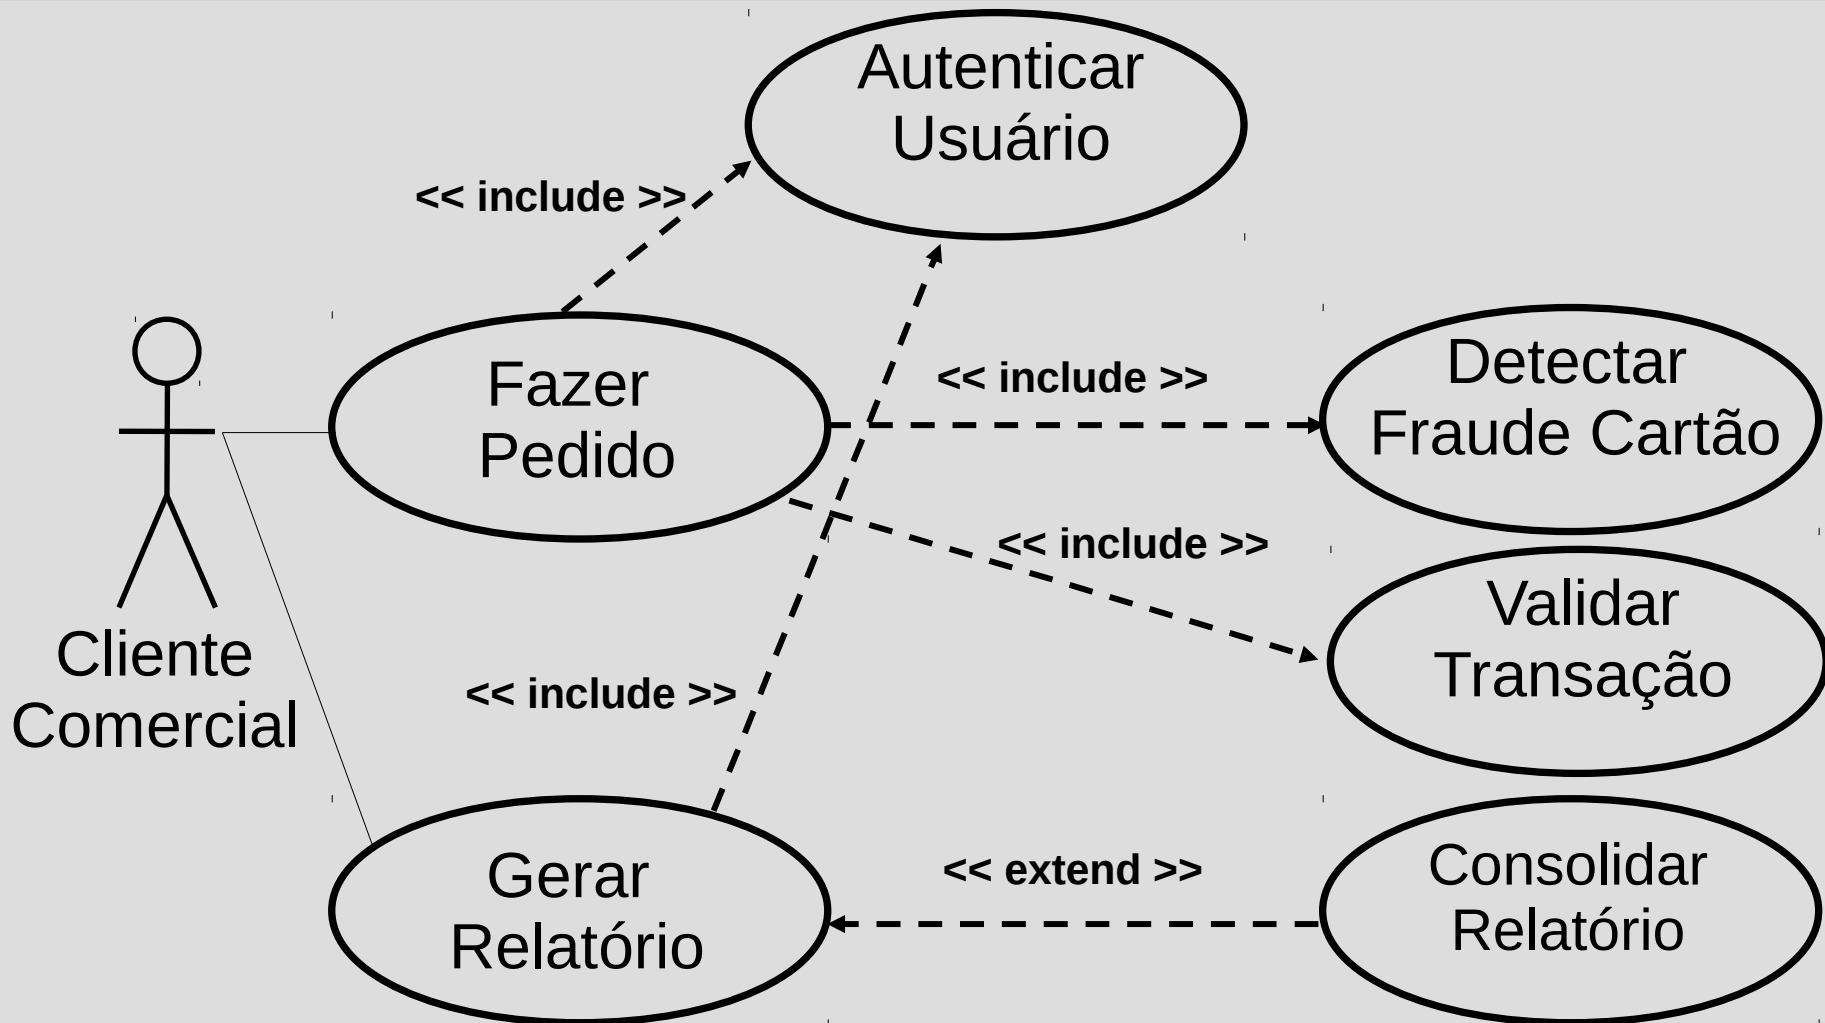 Autenticar
Usuário
<< include >>
Fazer
Pedido
<< include >>
Detectar
Fraude Cartão
<< include >>
Validar
Transação
Cliente
Comercial
<< include >>
Gerar
Relatório
<< extend >>
Consolidar
Relatório